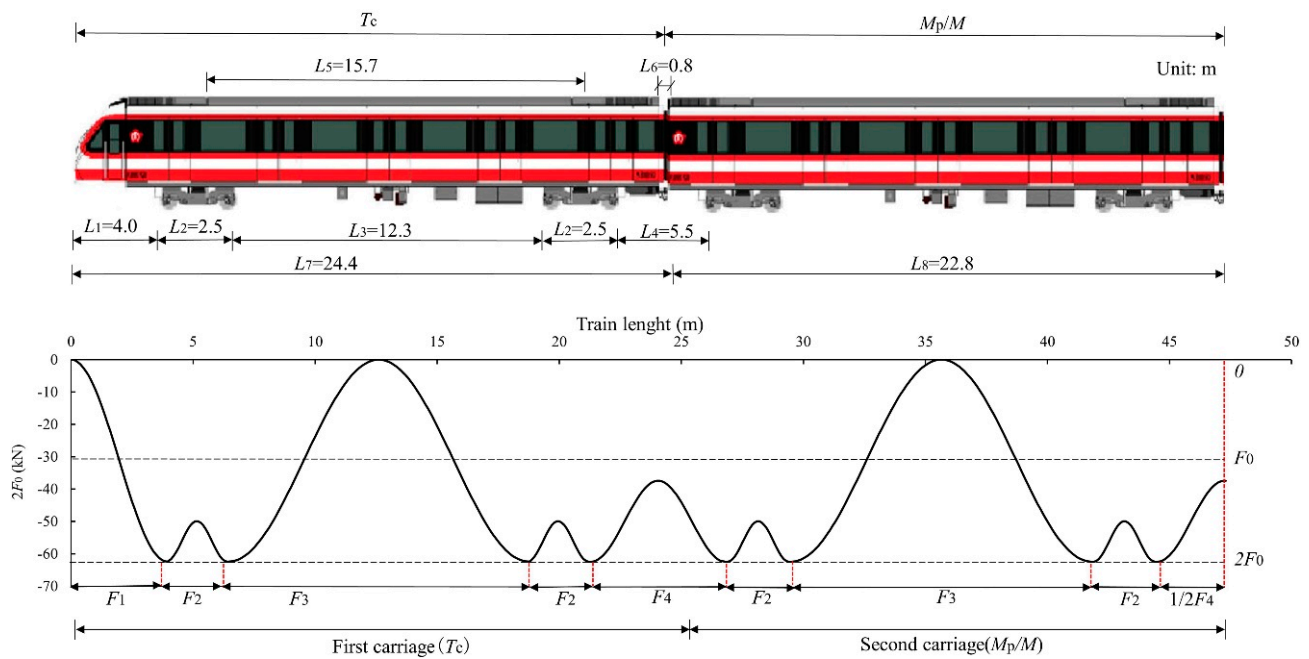 Tc Mp/M
L5=15.7 L6=0.8 Unit: m
L1=4.0 L2=2.5 L3=12.3 L2=2.5 L4=5.5
L7=24.4 L8=22.8
Train lenght (m)
0 5 10 15 20 25 30 35 40 45 50
0 0
-10
-20
-30 F0
-40
-50
-60 2F0
-70
2F0 (kN)
F1 F2 F3 F2 F4 F2 F3 F2 1/2F4
First carriage (Tc) Second carriage(Mp/M)